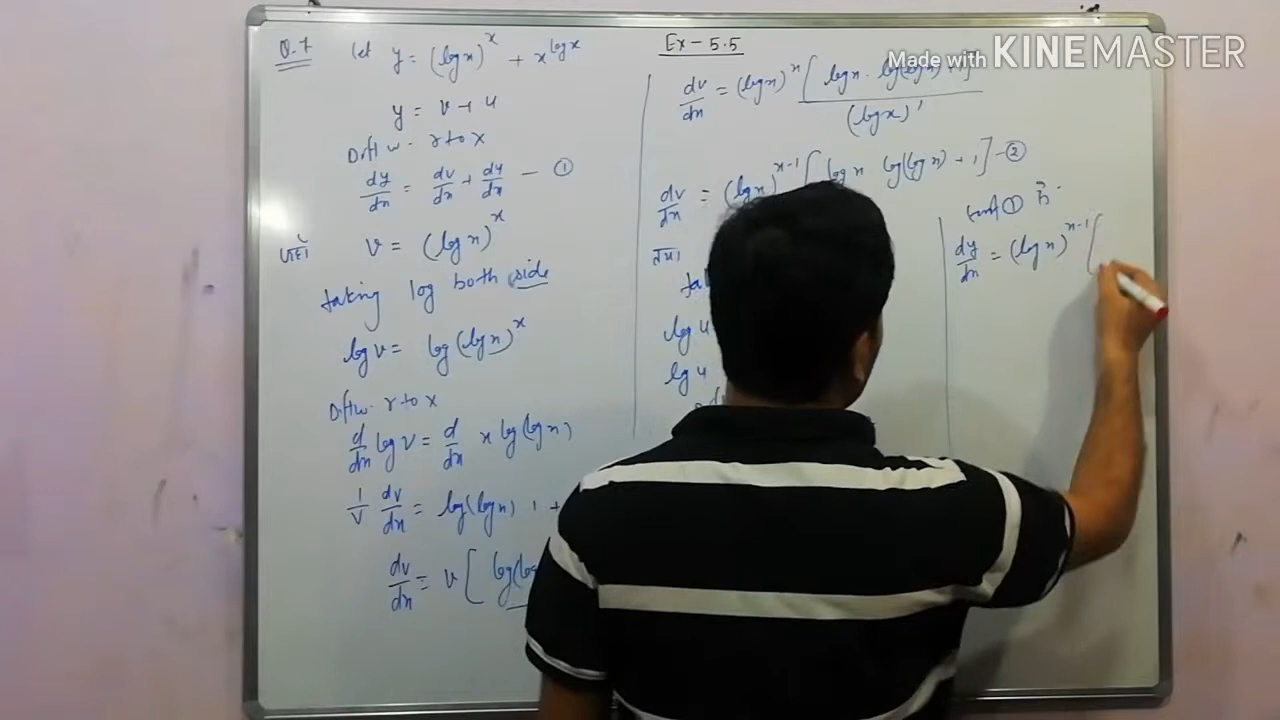 Q.7 Let y = (log x)^x + x^log x
y = v + u
Diff w. r to x
dy/dx = dv/dx + du/dx — ①
जहाँ v = (log x)^x
taking log both side
log v = log (log x)^x
Diff w. r to x
d/dx log v = d/dx x log (log x)
1/v dv/dx = log (log x) 1 +
dv/dx = v [ log(log
Ex - 5.5
Made with KINEMASTER
dv/dx = (log x)^x [ log x . log(log x) + 1 ] / (log x)^1
dv/dx = (log x)^x-1 [ log x log(log x) + 1 ] — ②
तथा
log u
log u
① में
dy/dx = (log x)^x-1 [